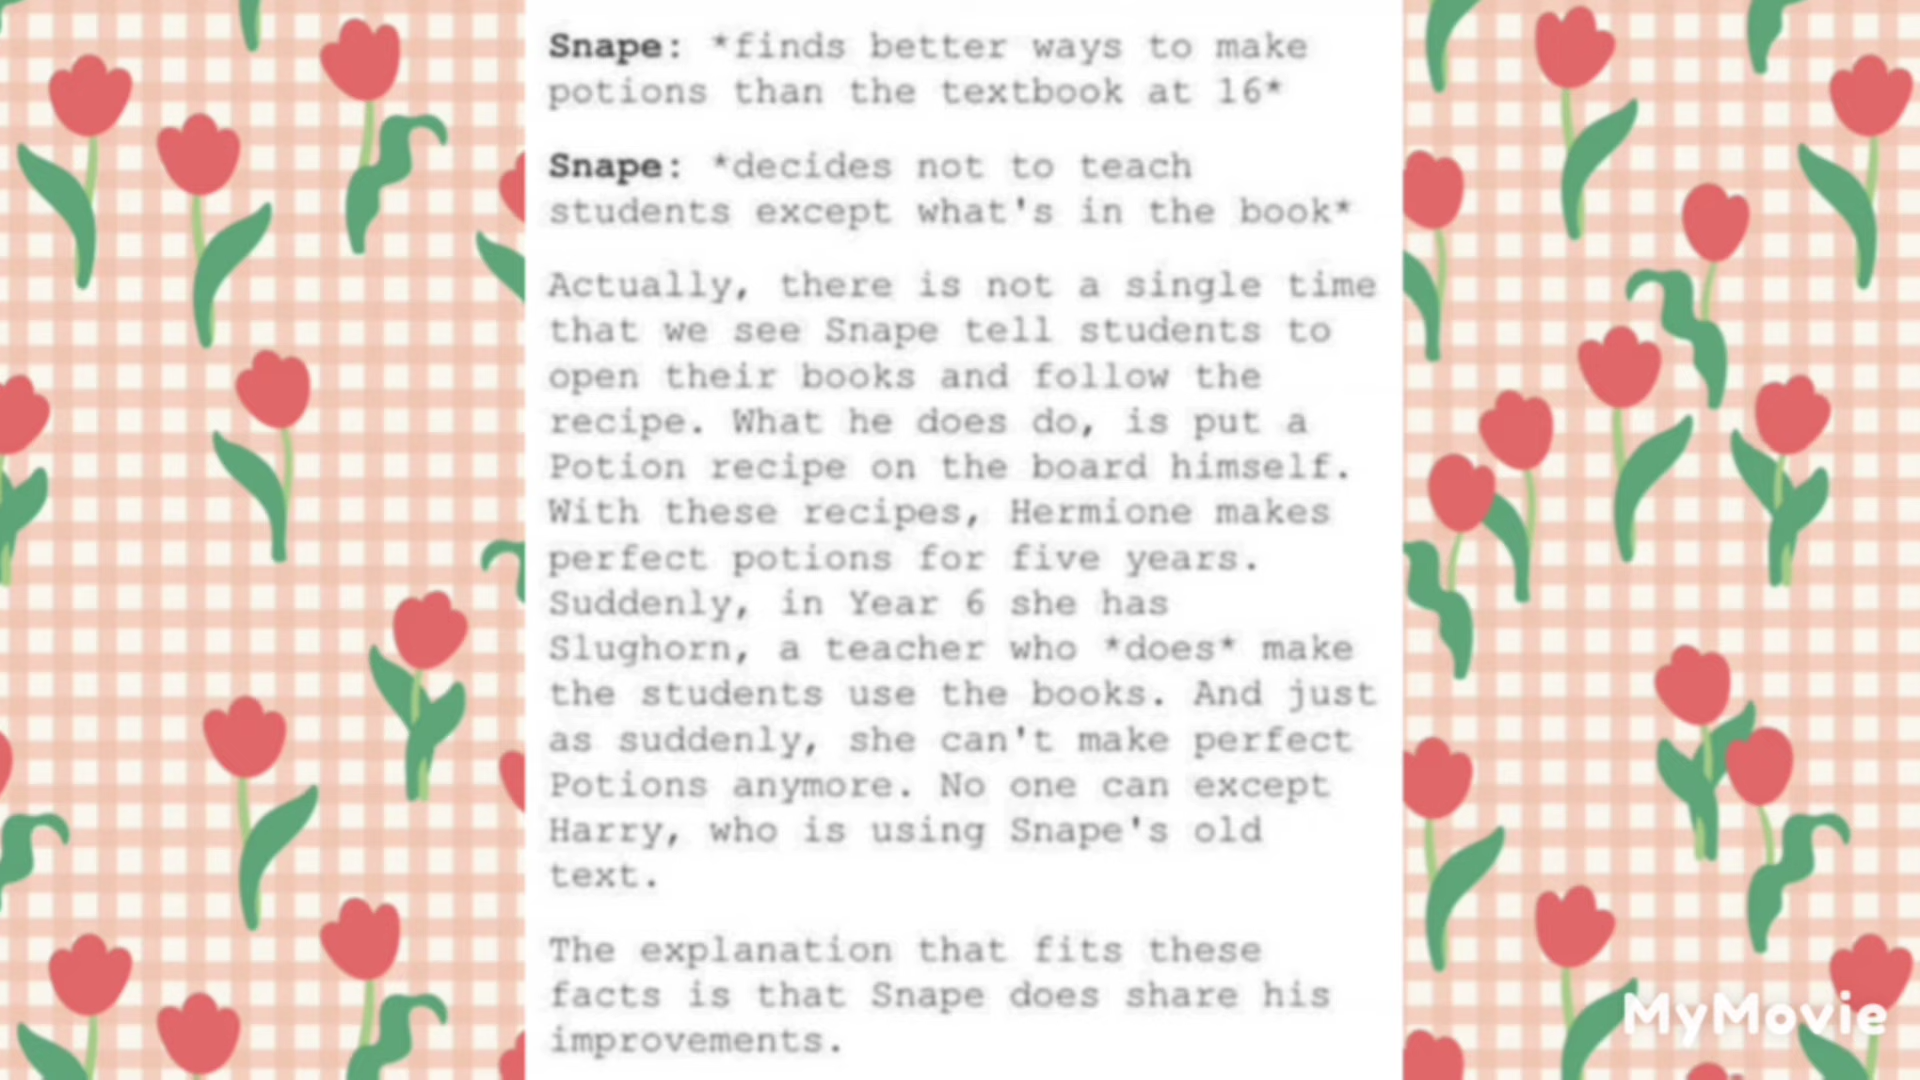 Snape: *finds better ways to make
potions than the textbook at 16*
Snape: *decides not to teach
students except what's in the book*
Actually, there is not a single time
that we see Snape tell students to
open their books and follow the
recipe. What he does do, is put a
Potion recipe on the board himself.
With these recipes, Hermione makes
perfect potions for five years.
Suddenly, in Year 6 she has
Slughorn, a teacher who *does* make
the students use the books. And just
as suddenly, she can't make perfect
Potions anymore. No one can except
Harry, who is using Snape's old
text.
The explanation that fits these
facts is that Snape does share his
improvements.
MyMovie